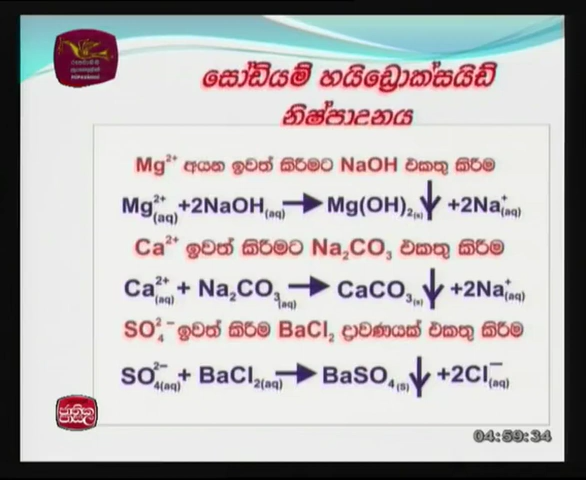 සෝඩියම් හයිඩ්‍රොක්සයිඩ්
නිෂ්පාදනය
Mg²⁺ අයන ඉවත් කිරීමට NaOH එකතු කිරීම
Mg²⁺(aq) +2NaOH(aq) → Mg(OH)₂(s)↓ +2Na⁺(aq)
Ca²⁺ ඉවත් කිරීමට Na₂CO₃ එකතු කිරීම
Ca²⁺(aq) + Na₂CO₃(aq) → CaCO₃(s)↓ +2Na⁺(aq)
SO₄²⁻ ඉවත් කිරීම BaCl₂ ද්‍රාවණයක් එකතු කිරීම
SO₄²⁻(aq) + BaCl₂(aq) → BaSO₄(S)↓ +2Cl⁻(aq)
ජාතික
පාසල
04:59:34